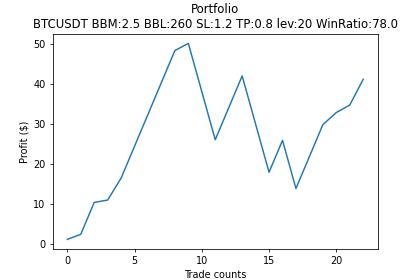 Portfolio
BTCUSDT BBM:2.5 BBL:260 SL:1.2 TP:0.8 lev:20 WinRatio:78.0
50
40
30
20
10
0
Profit ($)
0 5 10 15 20
Trade counts